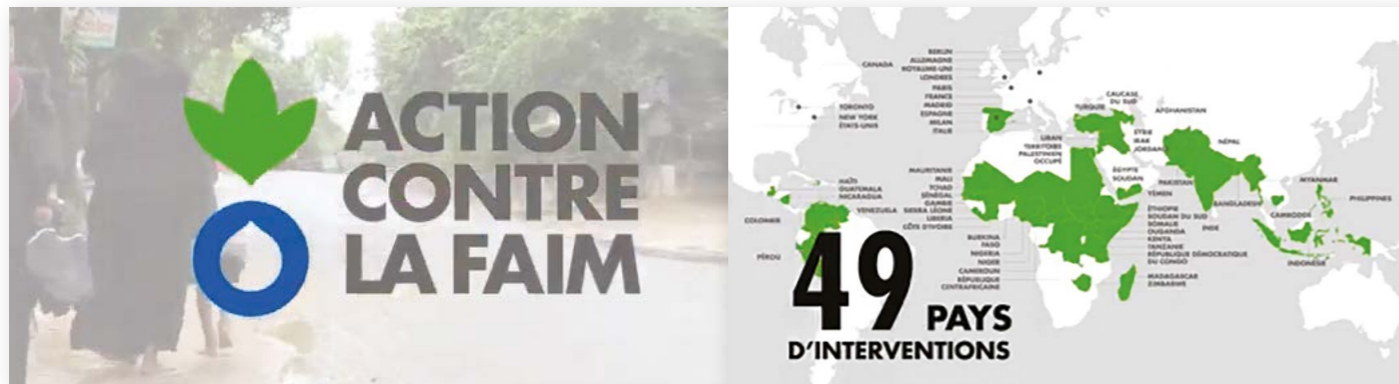 ACTION
CONTRE
LA FAIM
BERLIN
ALLEMAGNE
ROYAUME-UNI
LONDRES
PARIS
FRANCE
MADRID
ESPAGNE
MILAN
ITALIE
CANADA
TORONTO
NEW YORK
ÉTATS-UNIS
CAUCASE
DU SUD
TURQUIE
AFGHANISTAN
LIBAN
TERRITOIRE
PALESTINIEN
OCCUPÉ
SYRIE
IRAK
JORDANIE
NÉPAL
ÉGYPTE
SOUDAN
MAURITANIE
MALI
TCHAD
SÉNÉGAL
GAMBIE
SIERRA LÉONE
LIBERIA
CÔTE D'IVOIRE
HAÏTI
GUATEMALA
NICARAGUA
PAKISTAN
YÉMEN
MYANMAR
BANGLADESH
PHILIPPINES
COLOMBIE
VENEZUELA
CAMBODGE
ÉTHIOPIE
SOUDAN DU SUD
SOMALIE
OUGANDA
KENYA
TANZANIE
RÉPUBLIQUE DÉMOCRATIQUE
DU CONGO
INDE
PÉROU
BURKINA
FASO
NIGERIA
NIGER
CAMEROUN
RÉPUBLIQUE
CENTRAFRICAINE
INDONESIE
MADAGASCAR
ZIMBABWE
49 PAYS
D'INTERVENTIONS